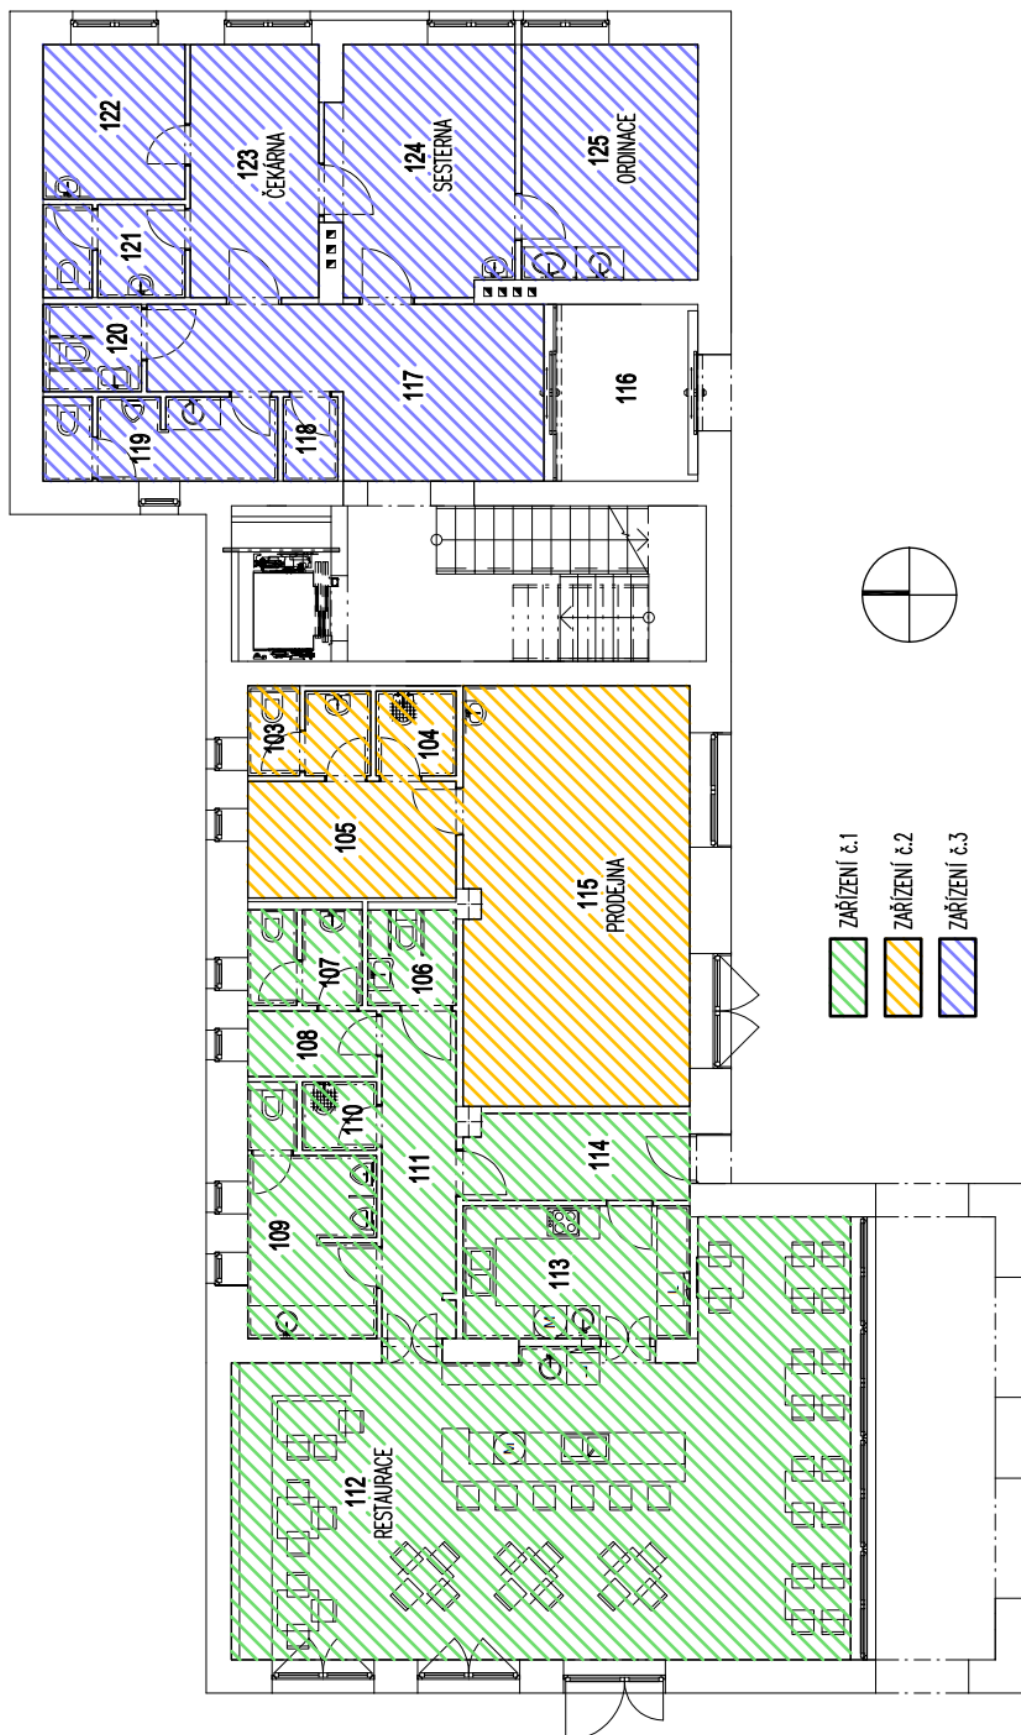 122
123
ČEKÁRNA
124
SESTERNA
125
ORDINACE
121
120
119
118
117
116
103
104
105
115
PRODEJNA
106
107
108
109
110
111
114
113
M
M
112
RESTAURACE
ZAŘÍZENÍ č.1
ZAŘÍZENÍ č.2
ZAŘÍZENÍ č.3